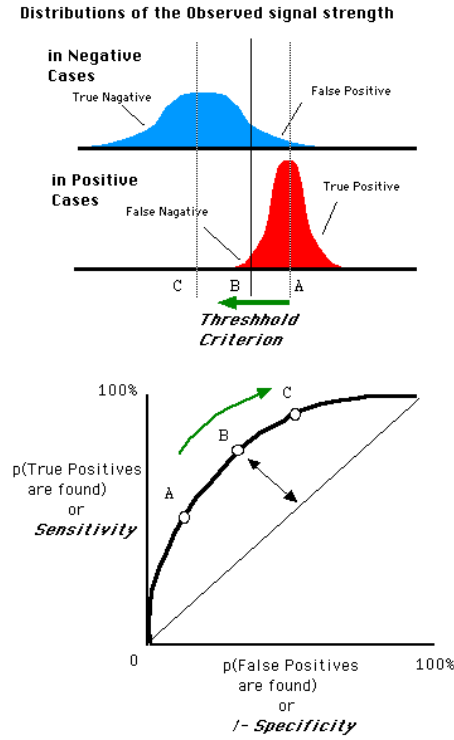 Distributions of the Observed signal strength
in Negative
Cases
True Nagative
False Positive
in Positive
Cases
True Positive
False Nagative
C B A
Threshhold
Criterion
100%
C
B
p(True Positives
are found)
or
Sensitivity
A
0
p(False Positives
are found)
or
1- Specificity
100%